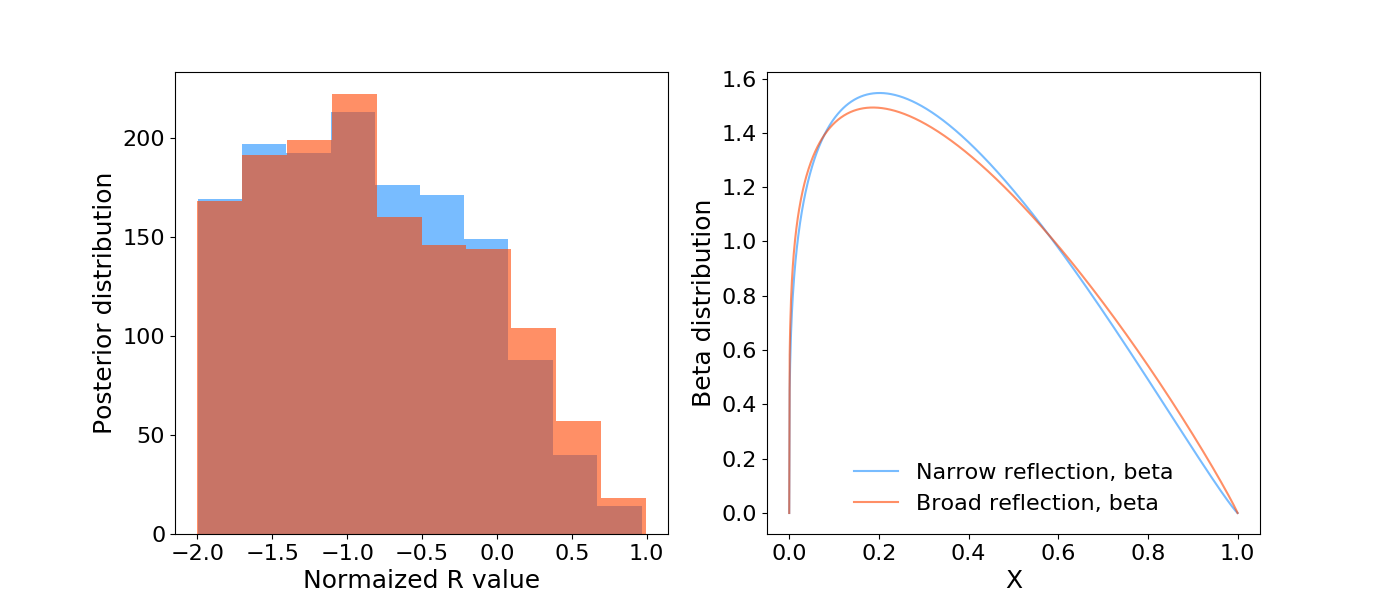 Posterior distribution
200
150
100
50
0
−2.0 −1.5 −1.0 −0.5 0.0 0.5 1.0
Normaized R value
Beta distribution
1.6
1.4
1.2
1.0
0.8
0.6
0.4
0.2
0.0
Narrow reflection, beta
Broad reflection, beta
0.0 0.2 0.4 0.6 0.8 1.0
X